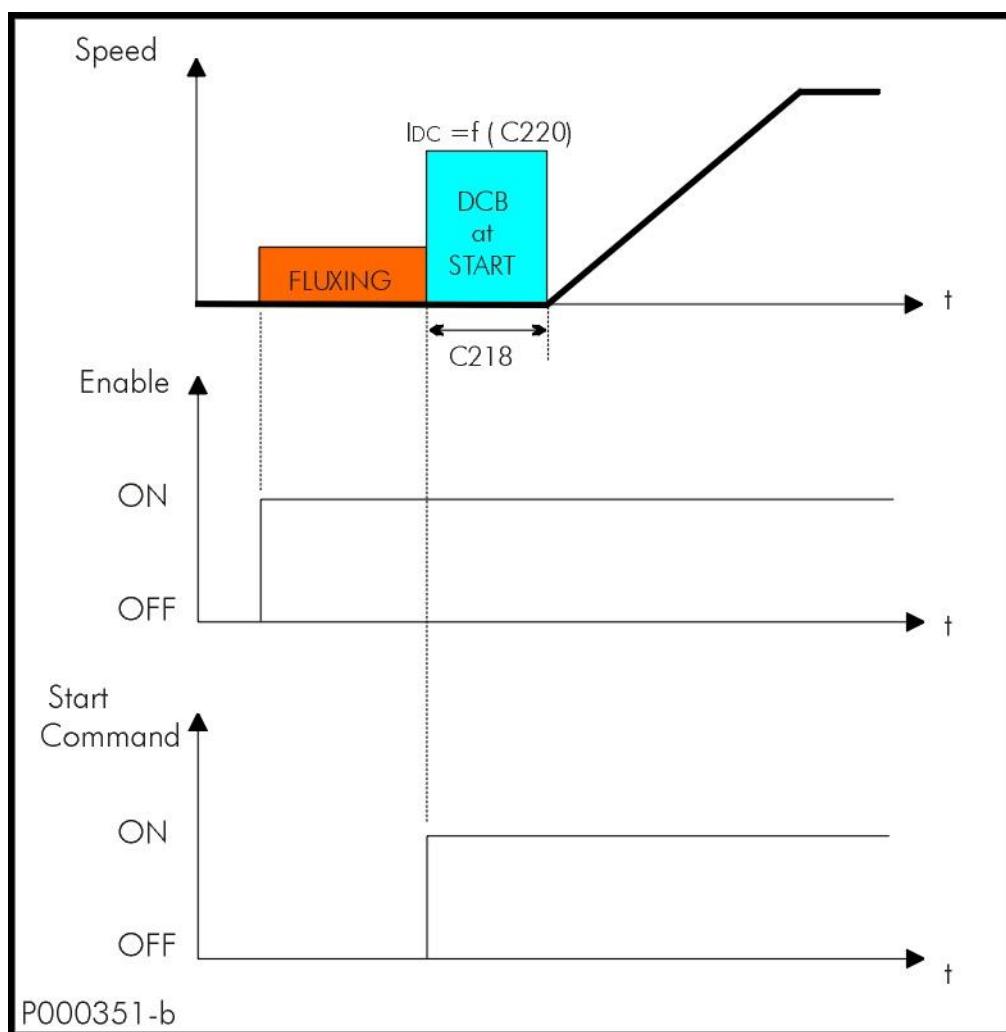 Speed
IDC =f ( C220)
DCB
at
START
FLUXING
t
C218
Enable
ON
OFF
t
Start
Command
ON
OFF
t
P000351-b